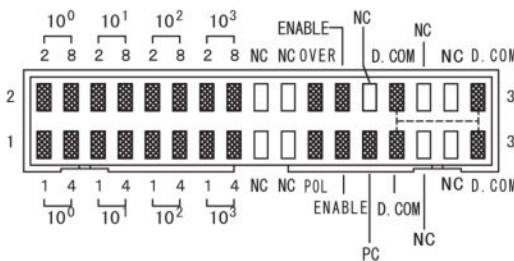 10⁰ 10¹ 10² 10³ ENABLE NC NC
2 8 2 8 2 8 2 8 NC NC OVER D.COM NC D.COM
2 3
1 3
1 4 1 4 1 4 1 4 NC NC POL NC D.COM
10⁰ 10¹ 10² 10³ ENABLE D.COM NC
PC